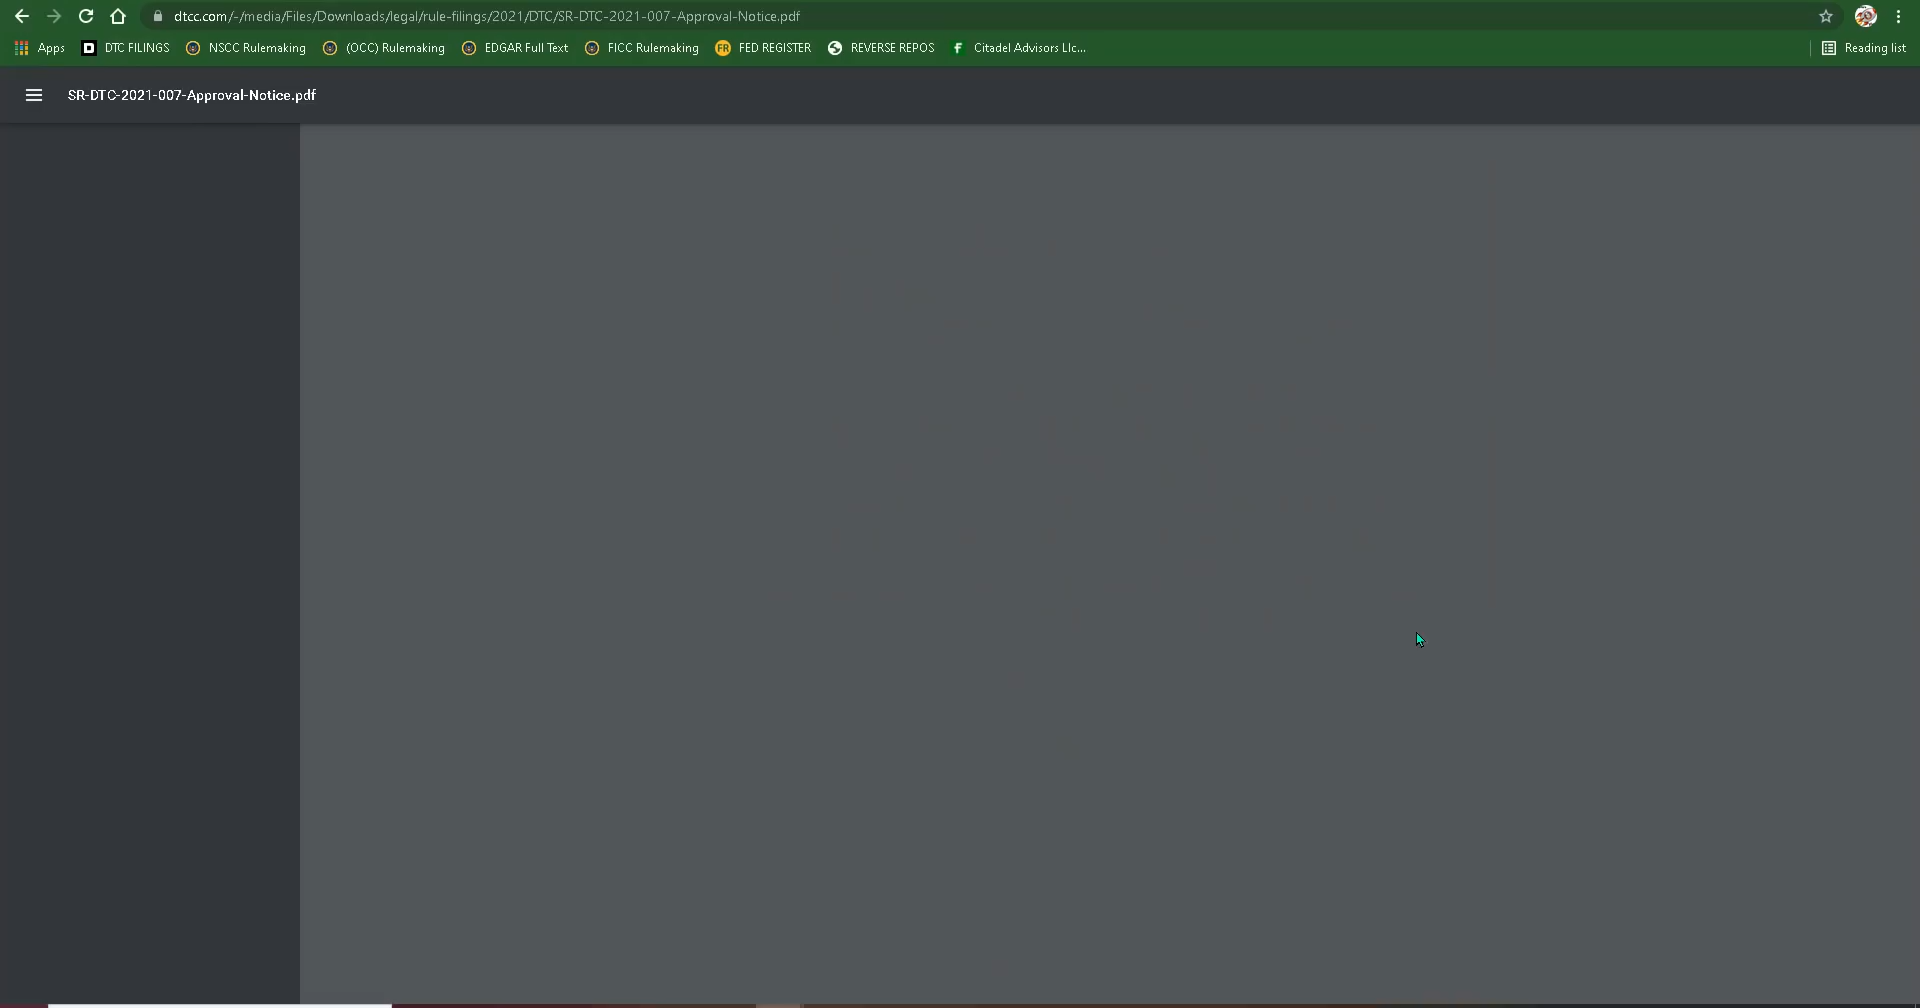 dtcc.com/-/media/Files/Downloads/legal/rule-filings/2021/DTC/SR-DTC-2021-007-Approval-Notice.pdf
Apps DTC FILINGS NSCC Rulemaking (OCC) Rulemaking EDGAR Full Text FICC Rulemaking FR FED REGISTER REVERSE REPOS Citadel Advisors Llc... Reading list
SR-DTC-2021-007-Approval-Notice.pdf